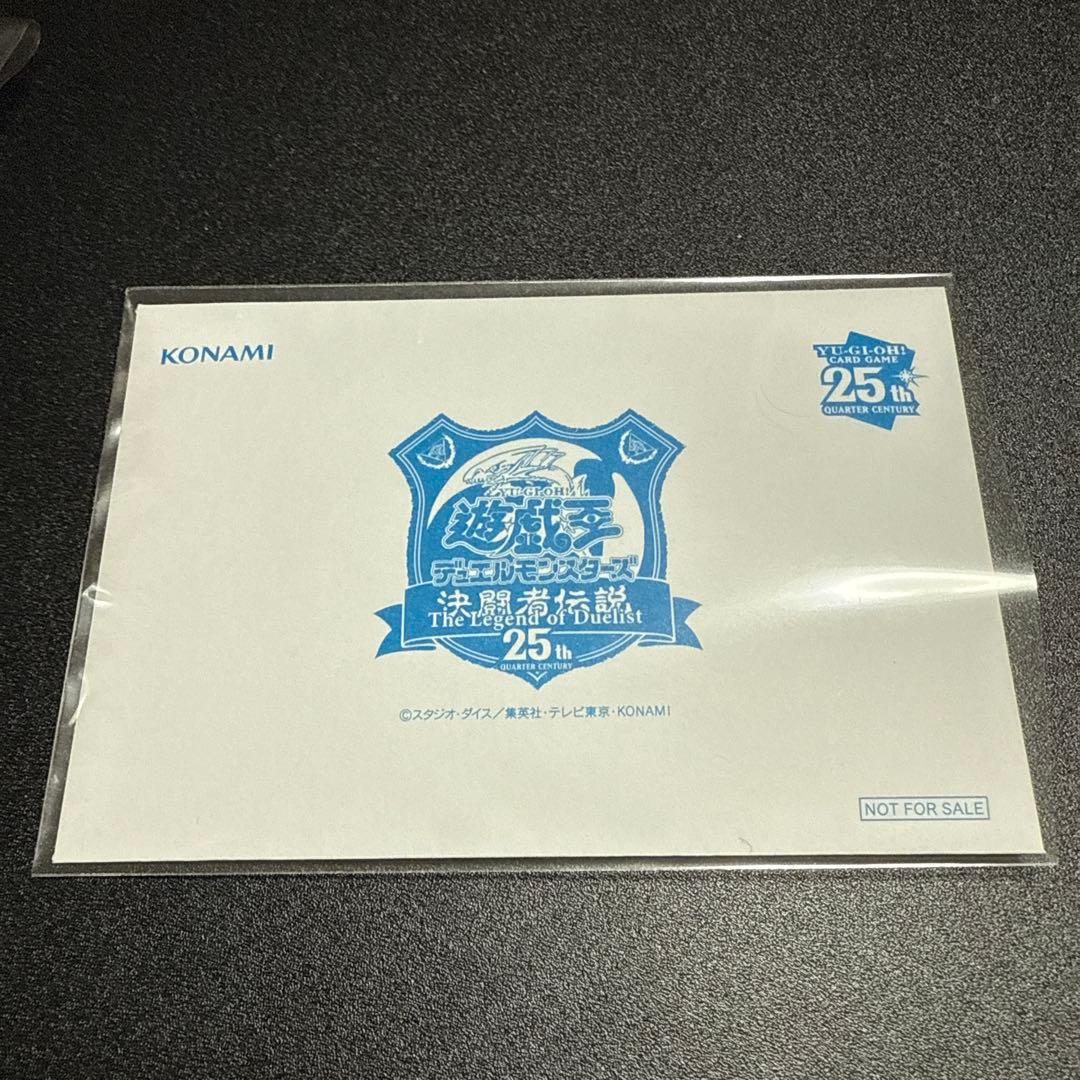 KONAMI
YU-GI-OH!
CARD GAME
25th
QUARTER CENTURY
YU-GI-OH!
遊戯王
デュエルモンスターズ
決闘者伝説
The Legend of Duelist
25th
QUARTER CENTURY
©スタジオ・ダイス／集英社・テレビ東京・KONAMI
NOT FOR SALE